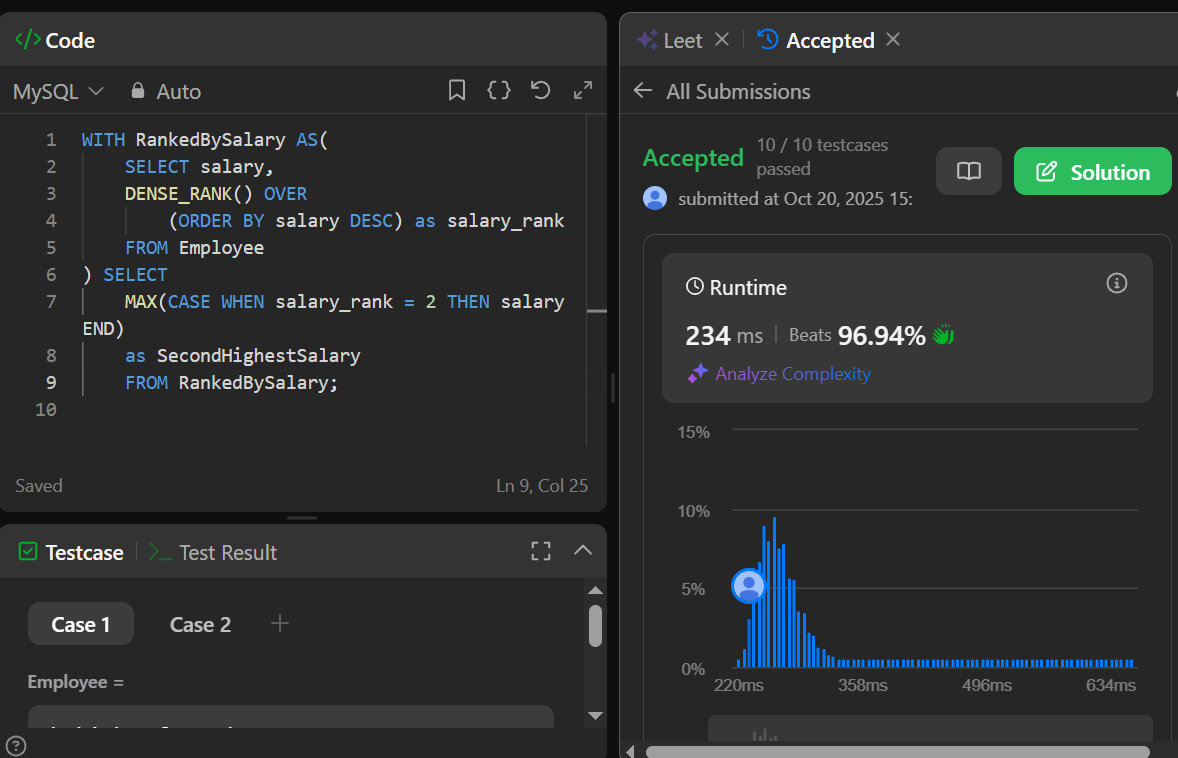 </> Code
MySQL Auto
1 WITH RankedBySalary AS(
2 SELECT salary,
3 DENSE_RANK() OVER
4 (ORDER BY salary DESC) as salary_rank
5 FROM Employee
6 ) SELECT
7 MAX(CASE WHEN salary_rank = 2 THEN salary
END)
8 as SecondHighestSalary
9 FROM RankedBySalary;
10
Saved Ln 9, Col 25
Testcase Test Result
Case 1 Case 2 +
Employee =
Leet Accepted
All Submissions
Accepted 10 / 10 testcases
passed
submitted at Oct 20, 2025 15:
Solution
Runtime
234 ms Beats 96.94%
Analyze Complexity
15%
10%
5%
0%
220ms 358ms 496ms 634ms